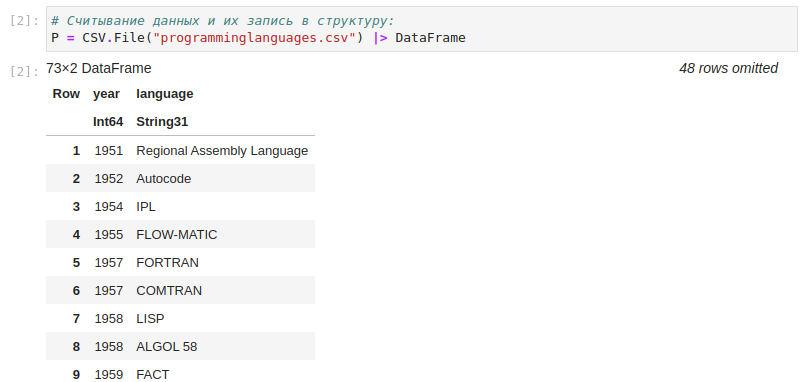 [2]: # Считывание данных и их запись в структуру:
P = CSV.File("programminglanguages.csv") |> DataFrame
[2]: 73×2 DataFrame 48 rows omitted
Row year language
Int64 String31
1 1951 Regional Assembly Language
2 1952 Autocode
3 1954 IPL
4 1955 FLOW-MATIC
5 1957 FORTRAN
6 1957 COMTRAN
7 1958 LISP
8 1958 ALGOL 58
9 1959 FACT